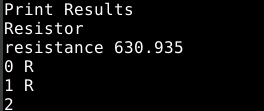 Print Results
Resistor
resistance 630.935
0 R
1 R
2